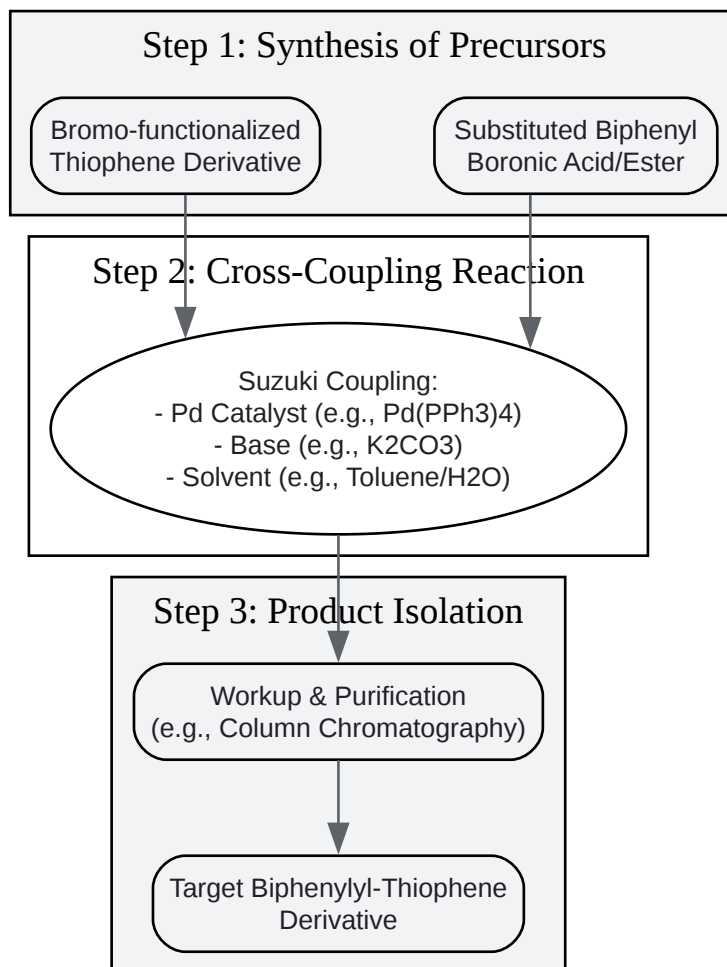 Step 1: Synthesis of Precursors
Bromo-functionalized
Thiophene Derivative
Substituted Biphenyl
Boronic Acid/Ester
Step 2: Cross-Coupling Reaction
Suzuki Coupling:
- Pd Catalyst (e.g., Pd(PPh3)4)
- Base (e.g., K2CO3)
- Solvent (e.g., Toluene/H2O)
Step 3: Product Isolation
Workup & Purification
(e.g., Column Chromatography)
Target Biphenylyl-Thiophene
Derivative